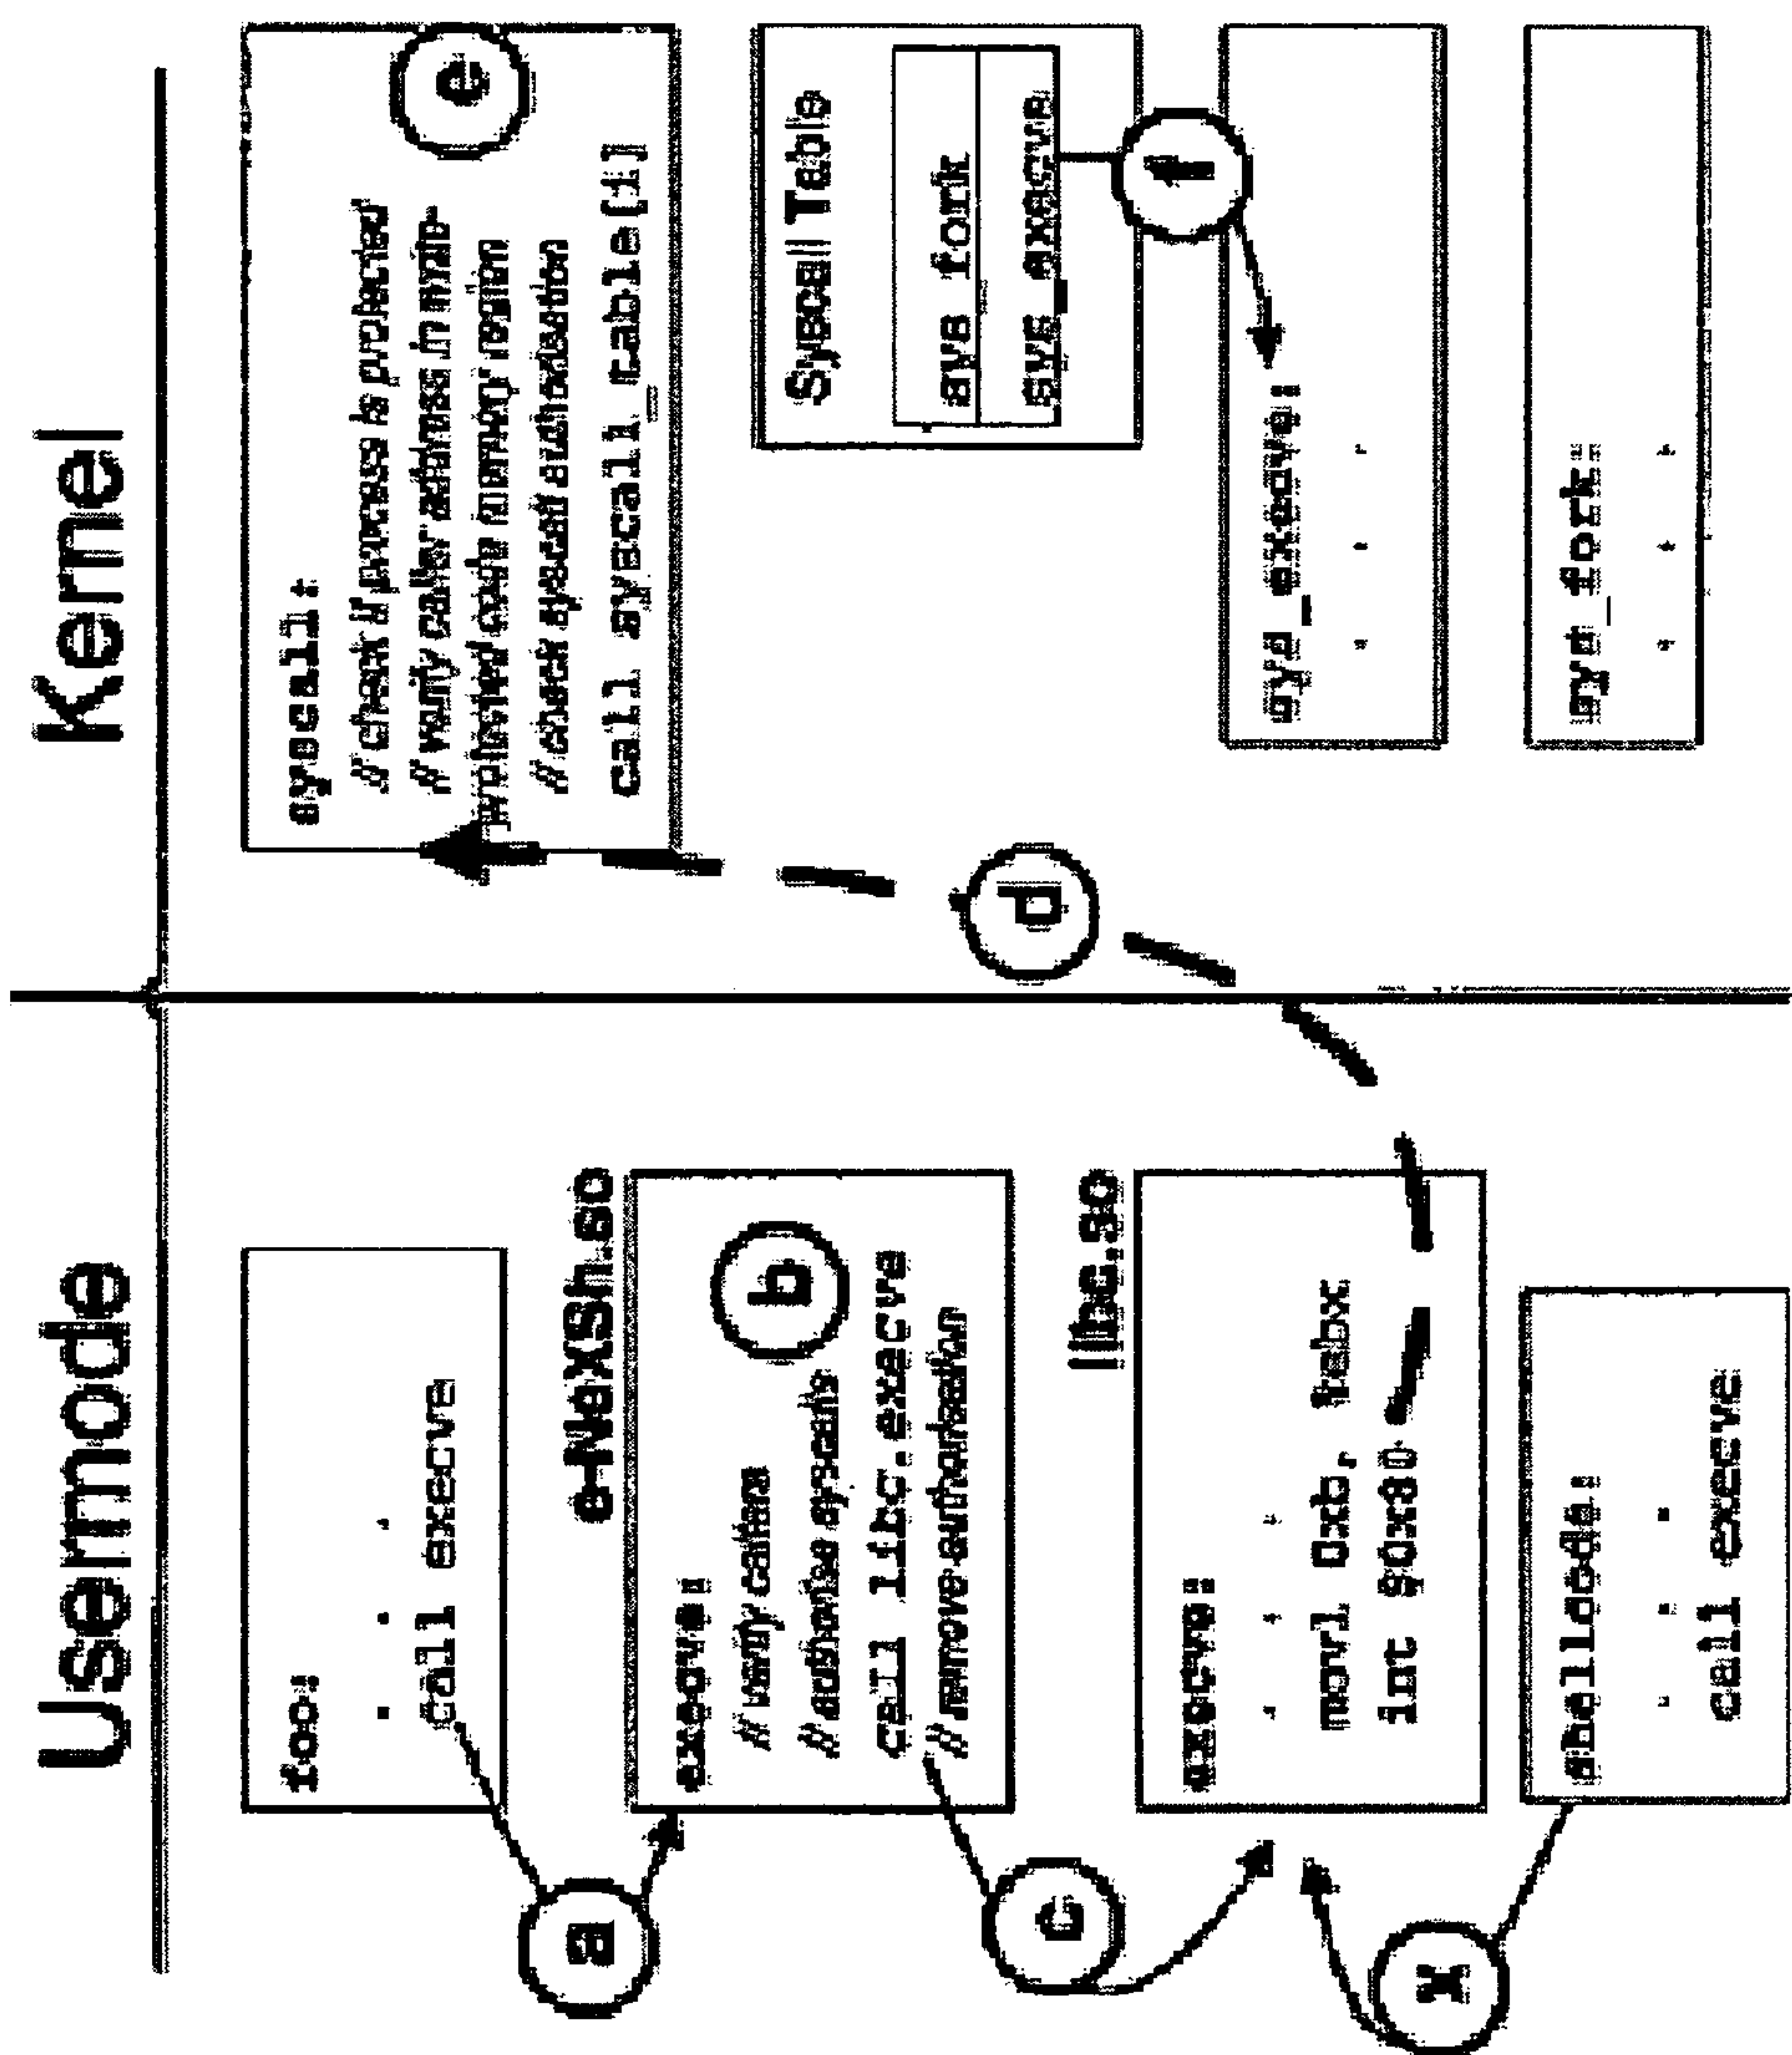 Usermode
Kernel
foo:
. . .
call execve
a
e-NeXSh.so
execve:
// verify callers
// authorise syscalls
call libc.execve
// remove authorisation
b
c
libc.so
execve:
. . .
movl 0xb, %ebx
int $0x80
shellcode:
. . .
call execve
x
d
syscall:
// check if process is protected
// verify caller address in write-
protected code memory region
// check syscall authorisation
call syscall_table[i]
e
Syscall Table
sys_fork
sys_execve
f
sys_execve:
. . .
sys_fork:
. . .